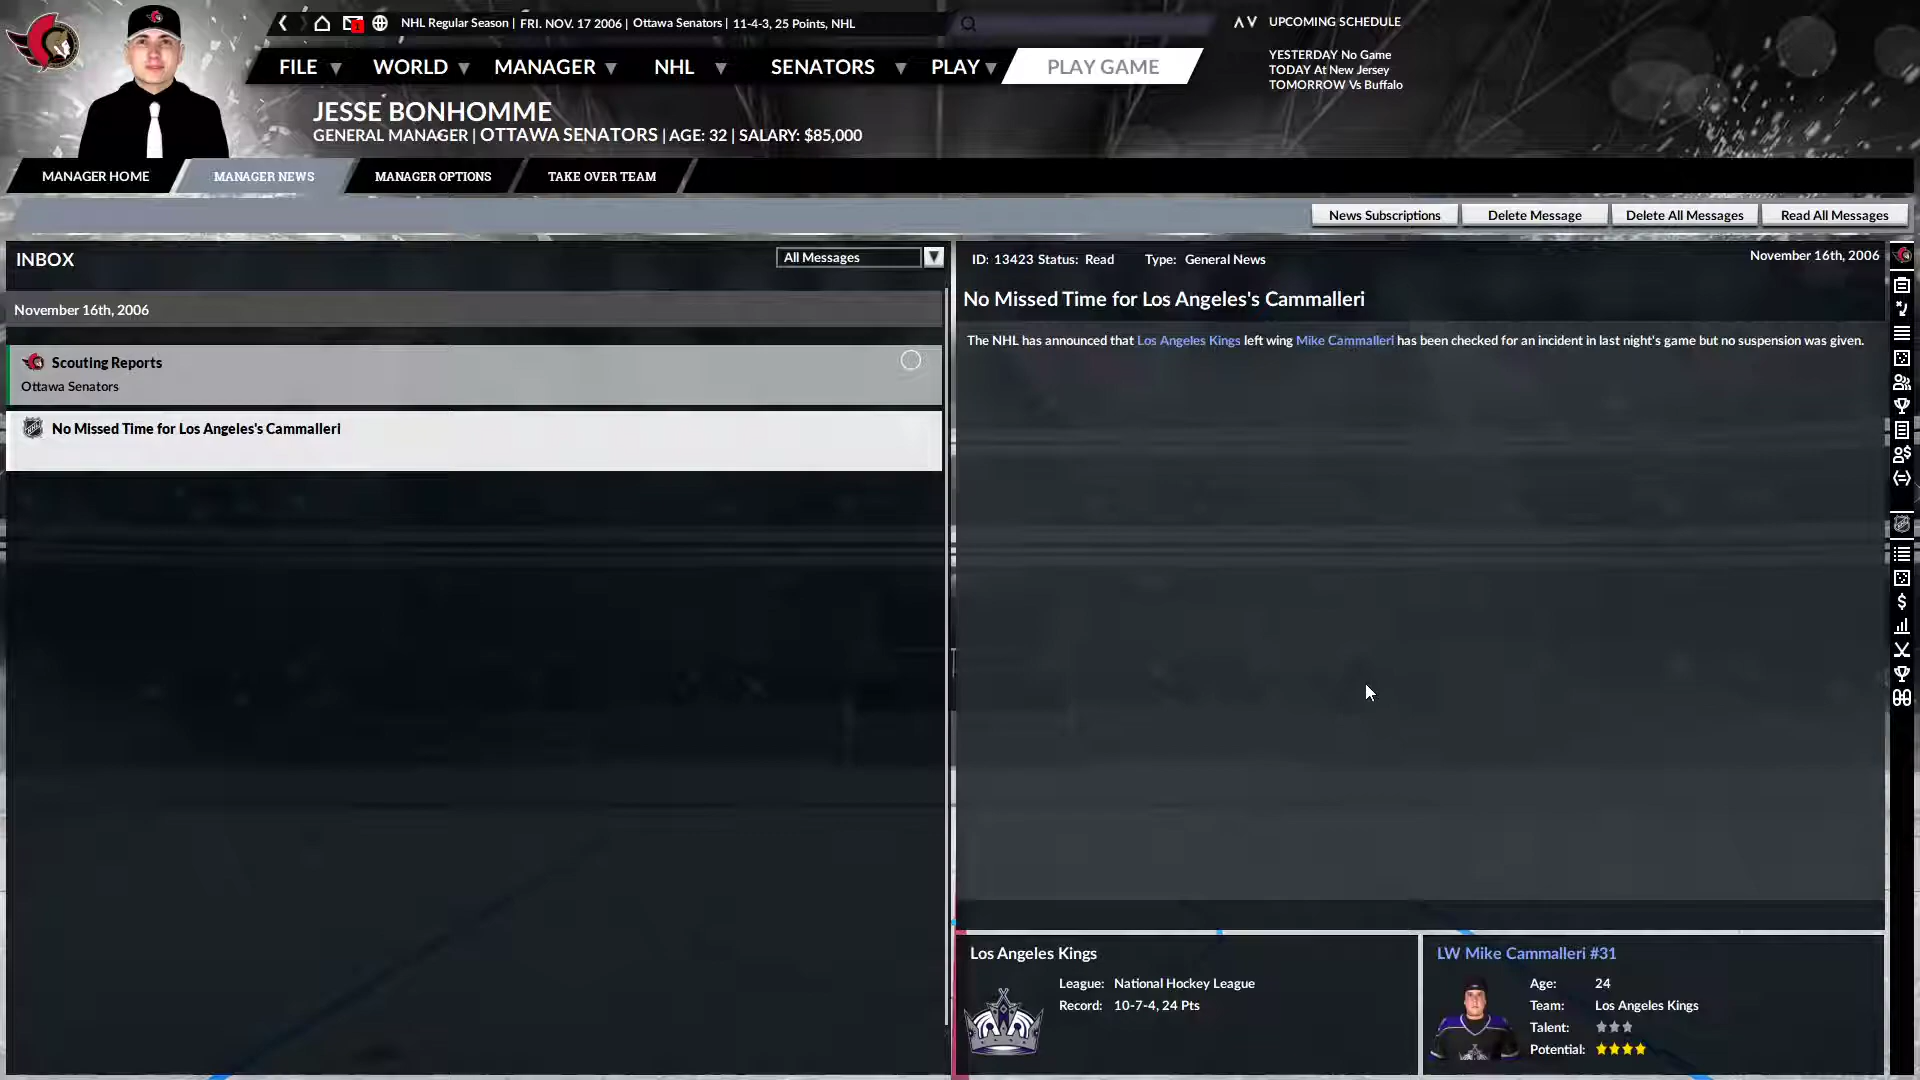 NHL Regular Season | FRI. NOV. 17 2006 | Ottawa Senators | 11-4-3, 25 Points, NHL
UPCOMING SCHEDULE
YESTERDAY No Game
TODAY At New Jersey
TOMORROW Vs Buffalo
FILE WORLD MANAGER NHL SENATORS PLAY PLAY GAME
JESSE BONHOMME
GENERAL MANAGER | OTTAWA SENATORS | AGE: 32 | SALARY: $85,000
MANAGER HOME MANAGER NEWS MANAGER OPTIONS TAKE OVER TEAM
News Subscriptions Delete Message Delete All Messages Read All Messages
INBOX
All Messages
November 16th, 2006
Scouting Reports
Ottawa Senators
No Missed Time for Los Angeles's Cammalleri
ID: 13423 Status: Read Type: General News
November 16th, 2006
No Missed Time for Los Angeles's Cammalleri
The NHL has announced that Los Angeles Kings left wing Mike Cammalleri has been checked for an incident in last night's game but no suspension was given.
Los Angeles Kings
League: National Hockey League
Record: 10-7-4, 24 Pts
LW Mike Cammalleri #31
Age: 24
Team: Los Angeles Kings
Talent:
Potential: